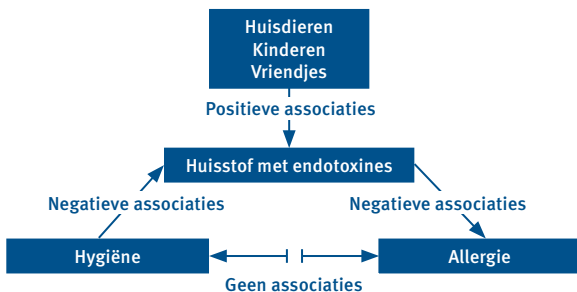 Huisdieren
Kinderen
Vriendjes
Positieve associaties
Huisstof met endotoxines
Negatieve associaties
Negatieve associaties
Hygiëne
Allergie
Geen associaties